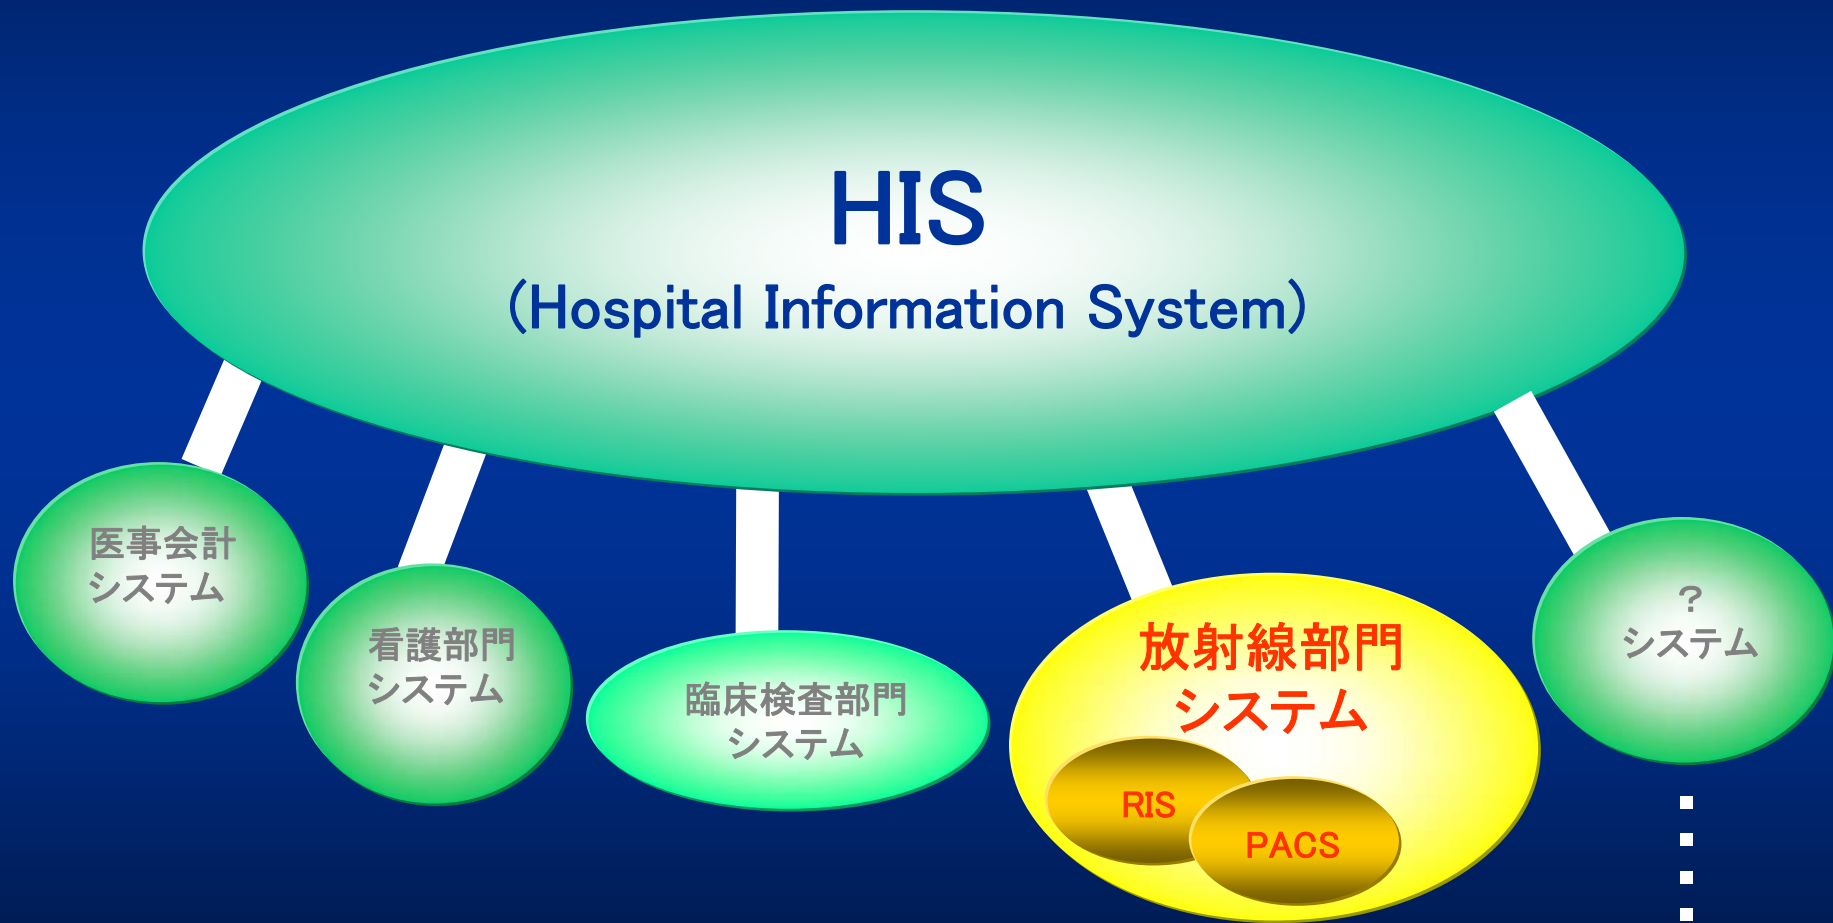 HIS
(Hospital Information System)
医事会計
システム
看護部門
システム
臨床検査部門
システム
放射線部門
システム
RIS
PACS
?
システム